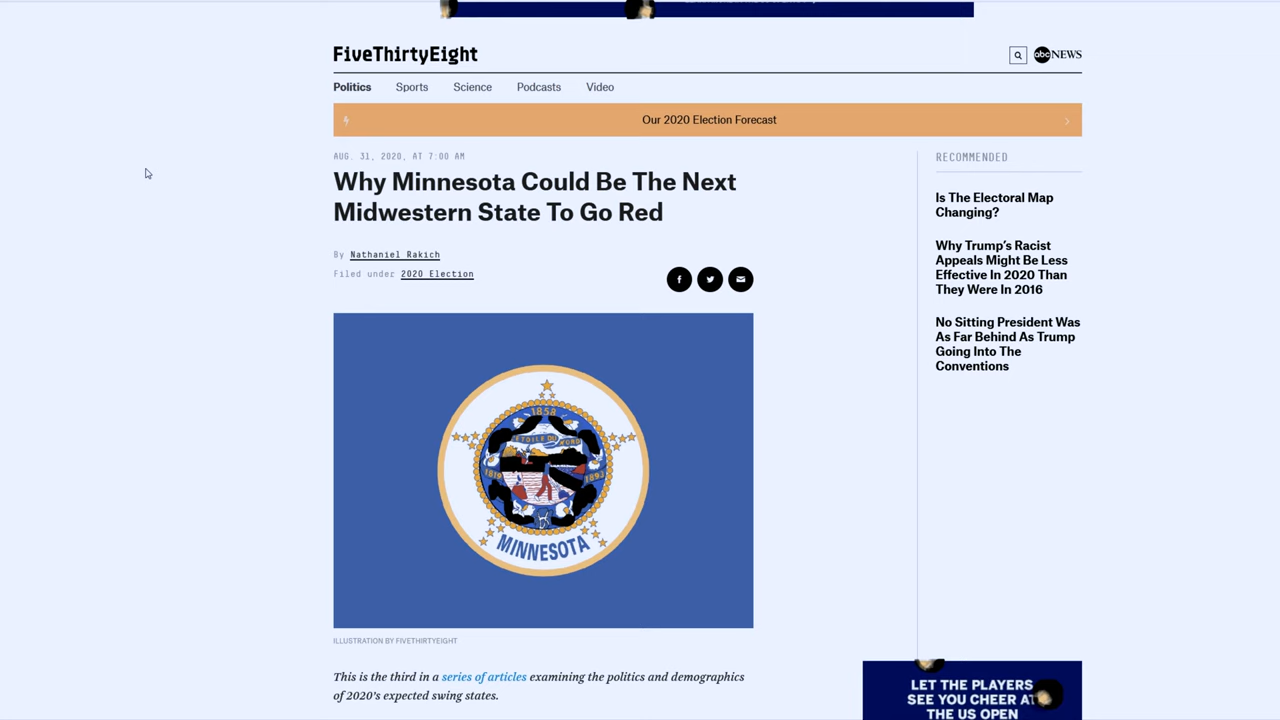 FiveThirtyEight
abc NEWS
Politics Sports Science Podcasts Video
Our 2020 Election Forecast
AUG. 31, 2020, AT 7:00 AM
Why Minnesota Could Be The Next
Midwestern State To Go Red
By Nathaniel Rakich
Filed under 2020 Election
1858
1819
1893
MINNESOTA
ILLUSTRATION BY FIVETHIRTYEIGHT
This is the third in a series of articles examining the politics and demographics
of 2020's expected swing states.
RECOMMENDED
Is The Electoral Map
Changing?
Why Trump's Racist
Appeals Might Be Less
Effective In 2020 Than
They Were In 2016
No Sitting President Was
As Far Behind As Trump
Going Into The
Conventions
LET THE PLAYERS
SEE YOU CHEER AT
THE US OPEN